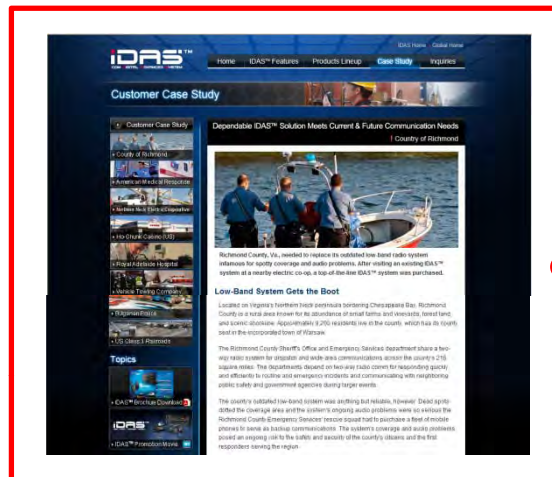 IDAS Home Global Home
iDAS™
Home IDAS™ Features Products Lineup Case Study Inquiries
Customer Case Study
Customer Case Study
County of Richmond
American Medical Response
Ho-Chunk Casino (US)
Royal Adelaide Hospital
Vehicle Towing Company
Bulgarian Police
US Class 1 Railroads
Topics
IDAS™ Brochure Download
IDAS™ Promotion Movie
Dependable IDAS™ Solution Meets Current & Future Communication Needs
Country of Richmond
Richmond County, Va., needed to replace its outdated low-band radio system
infamous for spotty coverage and audio problems. After visiting an existing IDAS™
system at a nearby electric co-op, a top-of-the-line IDAS™ system was purchased.
Low-Band System Gets the Boot
Located on Virginia's Northern Neck peninsula bordering Chesapeake Bay, Richmond
County is a rural area known for its abundance of small farms and vineyards, forest land,
and scenic shoreline. Approximately 9,200 residents live in the county, which has its county
seat in the incorporated town of Warsaw.
The Richmond County Sheriff's Office and Emergency Services department share a two-
way radio system for dispatch and wide-area communications across the county's 216
square miles. The departments depend on two-way radio comm for responding quickly
and efficiently to routine and emergency incidents and communicating with neighboring
public safety and government agencies during larger events.
The county's outdated low-band system was anything but reliable, however. Dead spots
dotted the coverage area and the system's ongoing audio problems were so serious the
Richmond County Emergency Services' rescue squad had to purchase a fleet of mobile
phones to serve as backup communications. The system's coverage and audio problems
posed an ongoing risk to the safety and security of the county's citizens and the first
responders serving the region.